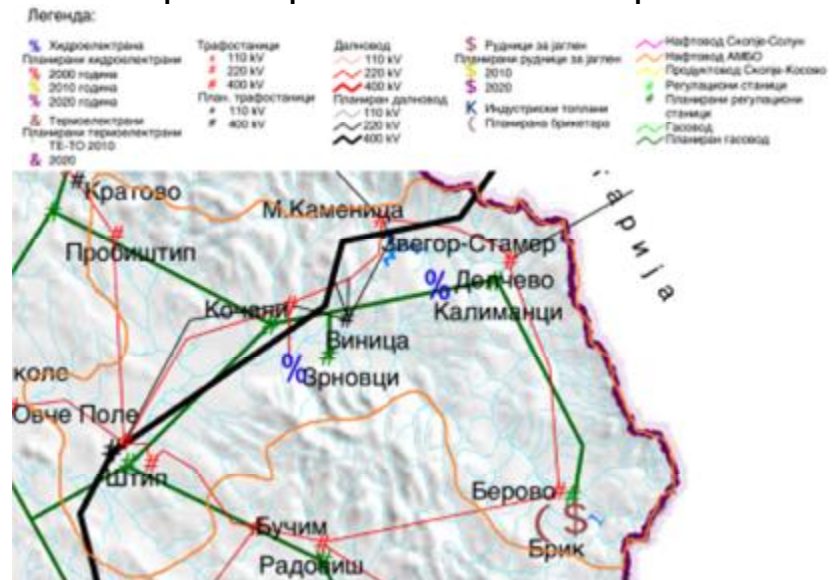 Легенда:
% Хидроелектрана
Планирани хидроелектрани
% 2000 година
% 2010 година
% 2020 година
& Термоелектрани
Планирани термоелектрани
ТЕ-ТО 2010
& 2020
Трафостаници
# 110 kV
# 220 kV
# 400 kV
План. трафостаници
# 110 kV
# 400 kV
Далновод
110 kV
220 kV
400 kV
Планиран далновод
110 kV
220 kV
400 kV
$ Рудници за јаглен
Планирани рудници за јаглен
$ 2010
$ 2020
K Индустриски топлани
( Планирана брикетара
Нафтовод Скопје-Солун
Нафтовод АМБО
Продуктовод Скопје-Косово
# Регулациони станице
# Планирани регулациони
станице
Гасовод
Планиран гасовод
Кратово
М.Каменица
гарија
Пробиштип
Звегор-Стамер
% Делчево
Кочани
Калиманци
Виница
% Зрновци
коле
Овче Поле
Штип
Берово
Бучим
( $
Брик
Радовиш